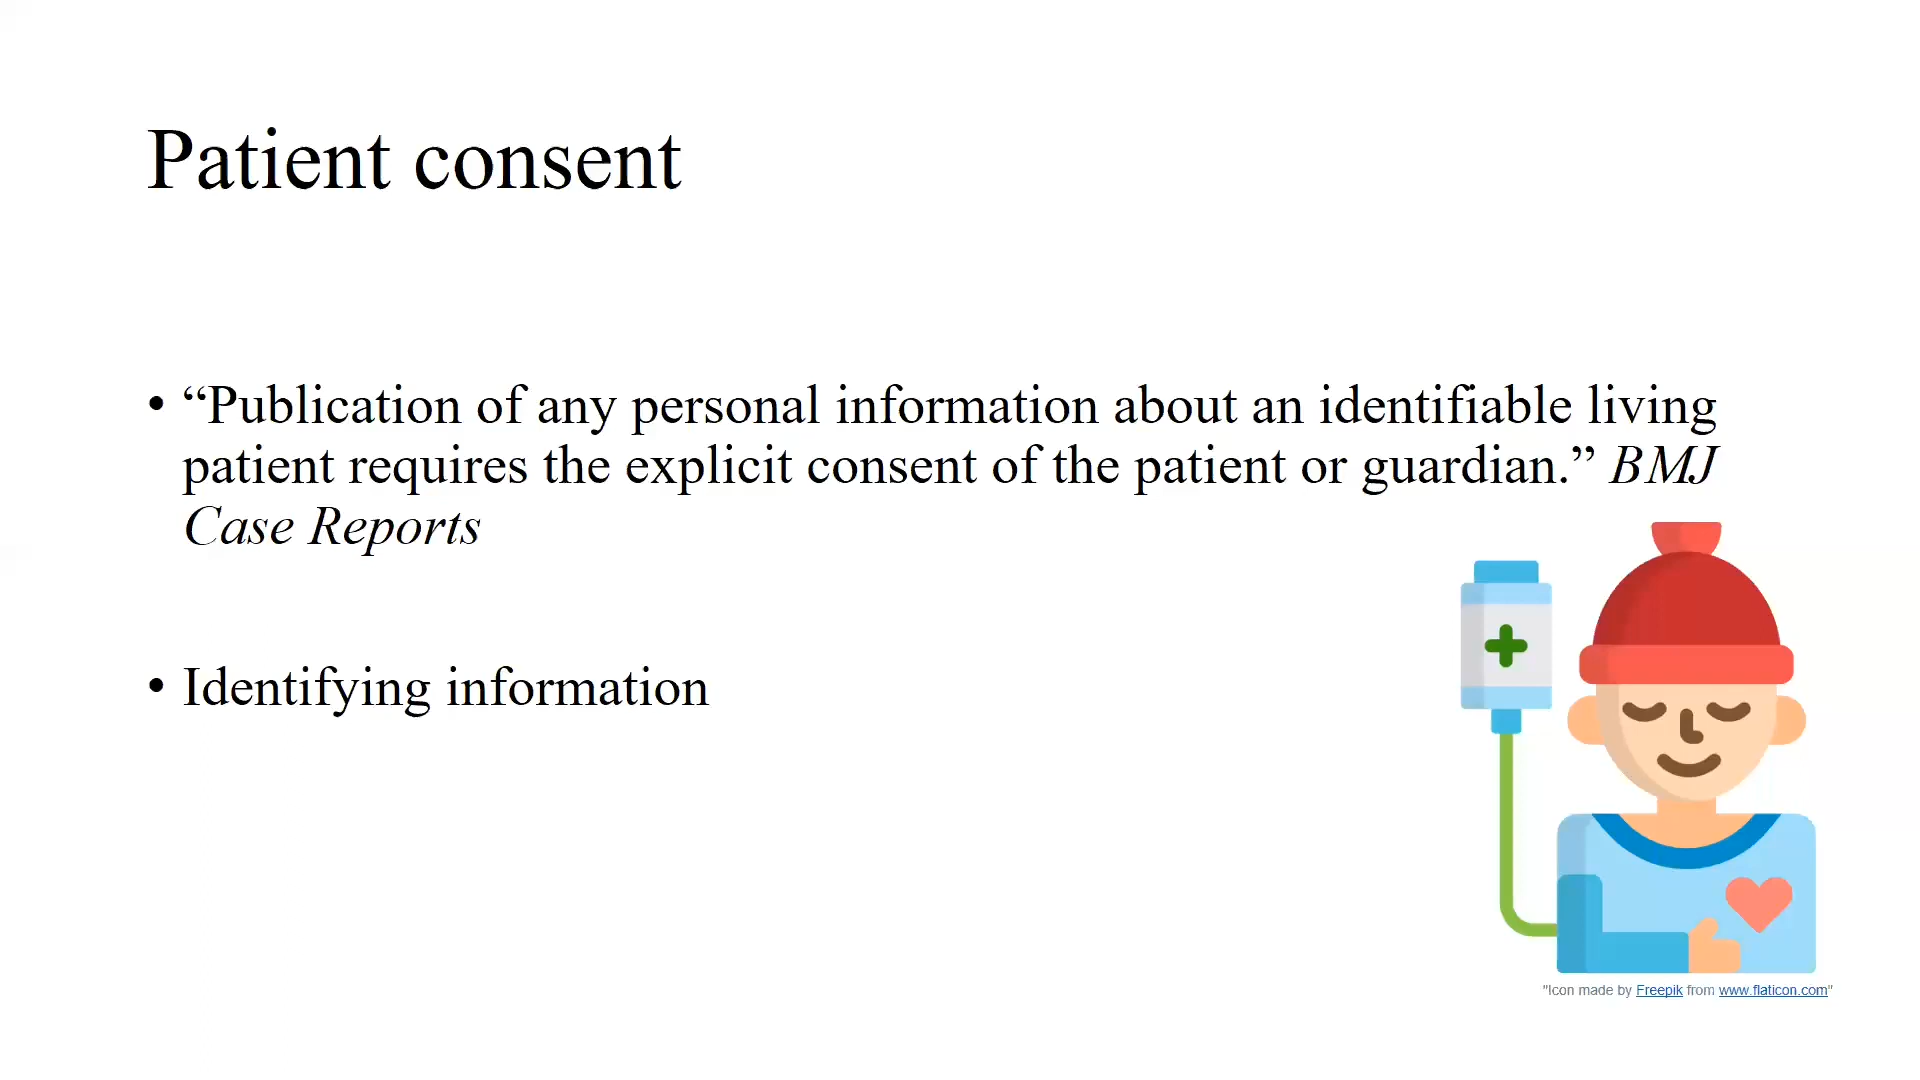 Patient consent
• “Publication of any personal information about an identifiable living
patient requires the explicit consent of the patient or guardian.” BMJ
Case Reports
• Identifying information
"Icon made by Freepik from www.flaticon.com"